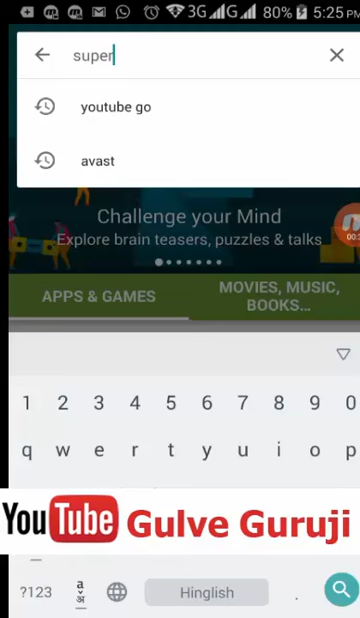 3G G 80% 5:25 PM
super
youtube go
avast
Challenge your Mind
Explore brain teasers, puzzles & talks
APPS & GAMES
MOVIES, MUSIC,
BOOKS...
1 2 3 4 5 6 7 8 9 0
q w e r t y u i o p
YouTube Gulve Guruji
?123 a अ Hinglish .